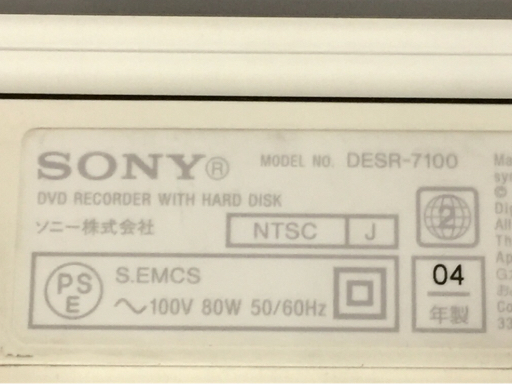 SONY® MODEL NO. DESR-7100
DVD RECORDER WITH HARD DISK
ソニー株式会社
NTSC J
2
PS
E
S.EMCS
～100V 80W 50/60Hz
04
年製